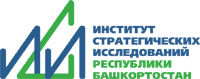 ИНСТИТУТ
СТРАТЕГИЧЕСКИХ
ИССЛЕДОВАНИЙ
РЕСПУБЛИКИ
БАШКОРТОСТАН